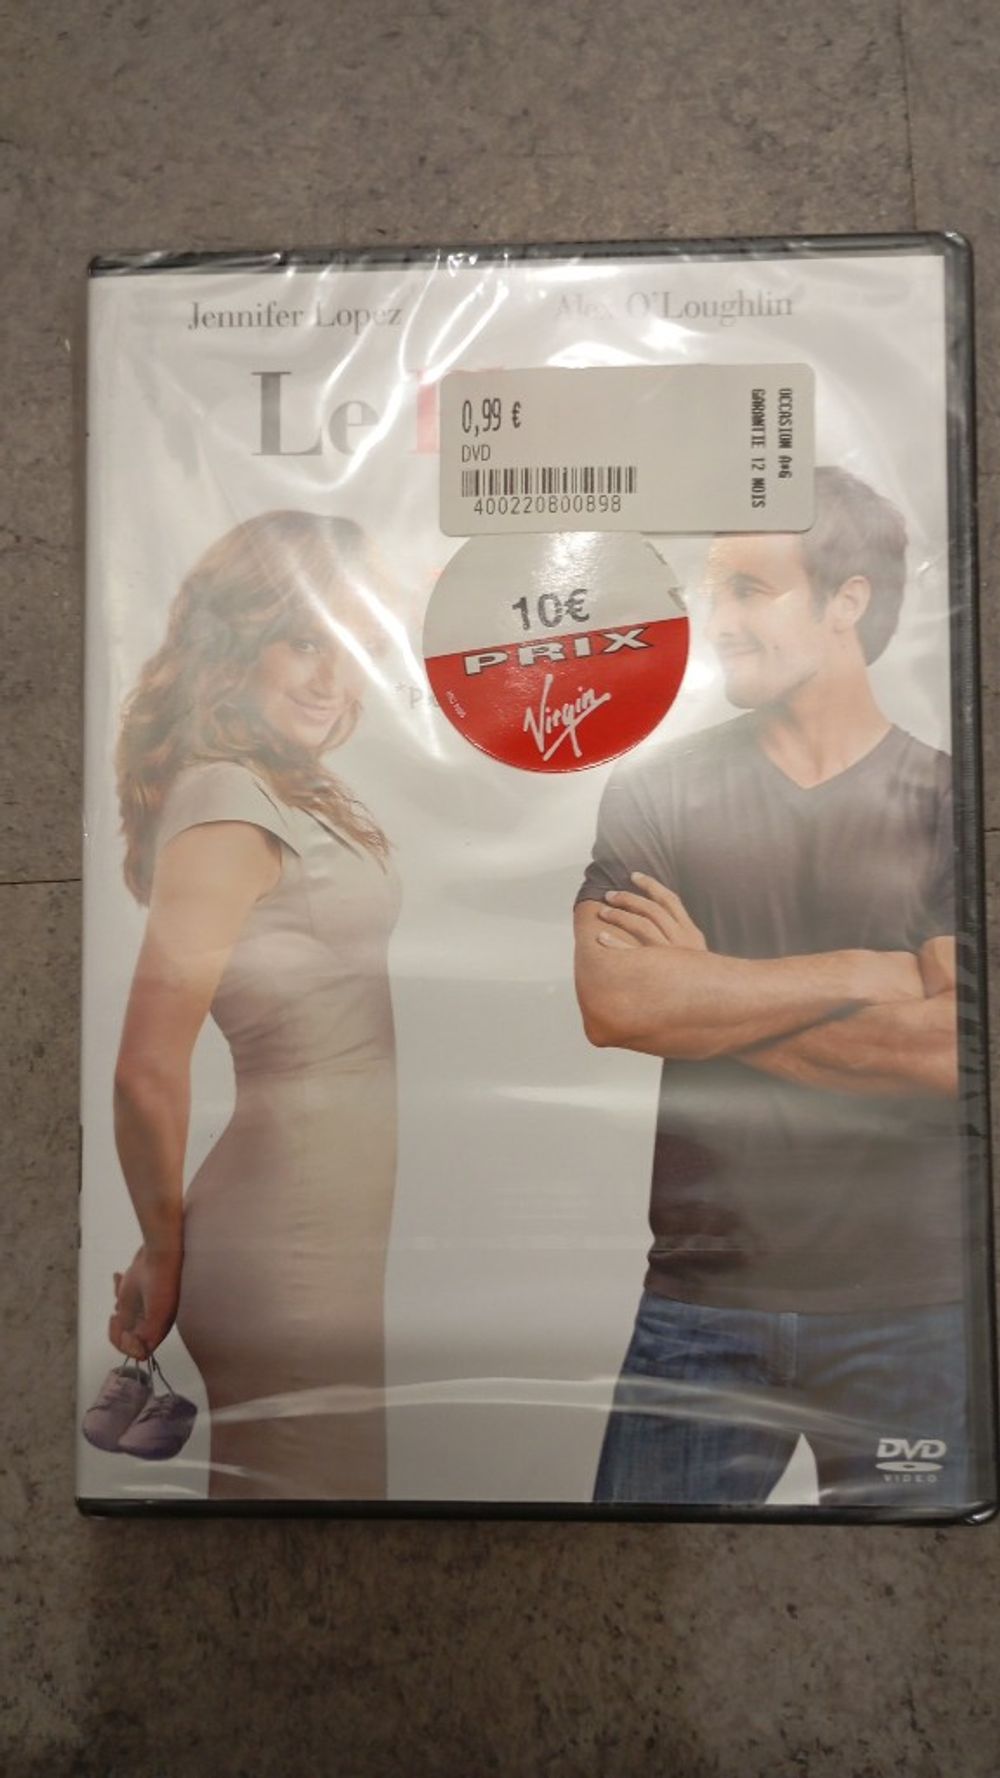 Jennifer Lopez
Alex O'Loughlin
Le
0,99 €
DVD
400220800898
OCCASION A*G
GARANTIE 12 MOIS
10€
PRIX
Virgin
DVD
VIDEO